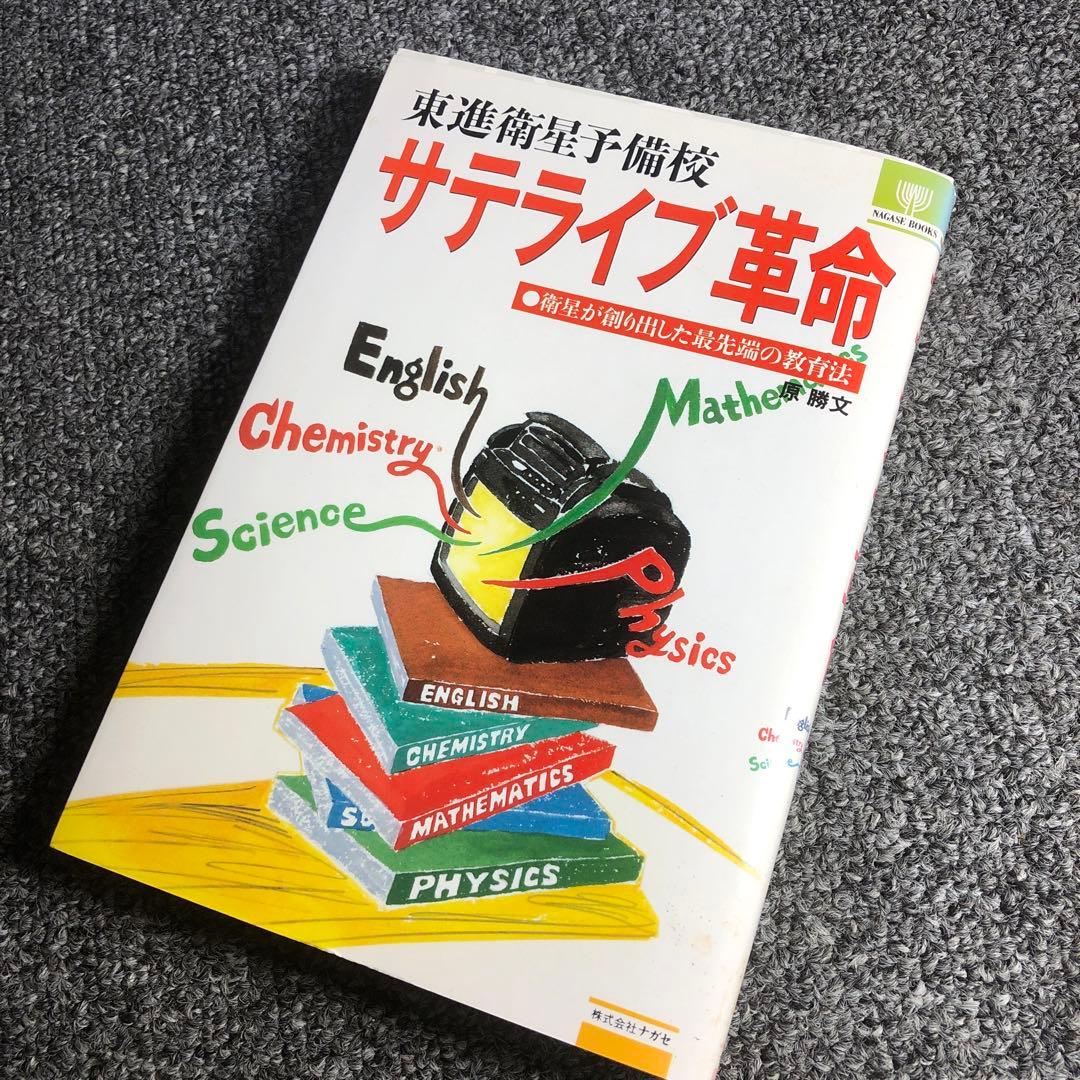 東進衛星予備校
サテライブ革命
NAGASE BOOKS
●衛星が創り出した最先端の教育法
原 勝文
English
Chemistry
Science
Physics
ENGLISH
CHEMISTRY
MATHEMATICS
PHYSICS
株式会社ナガセ